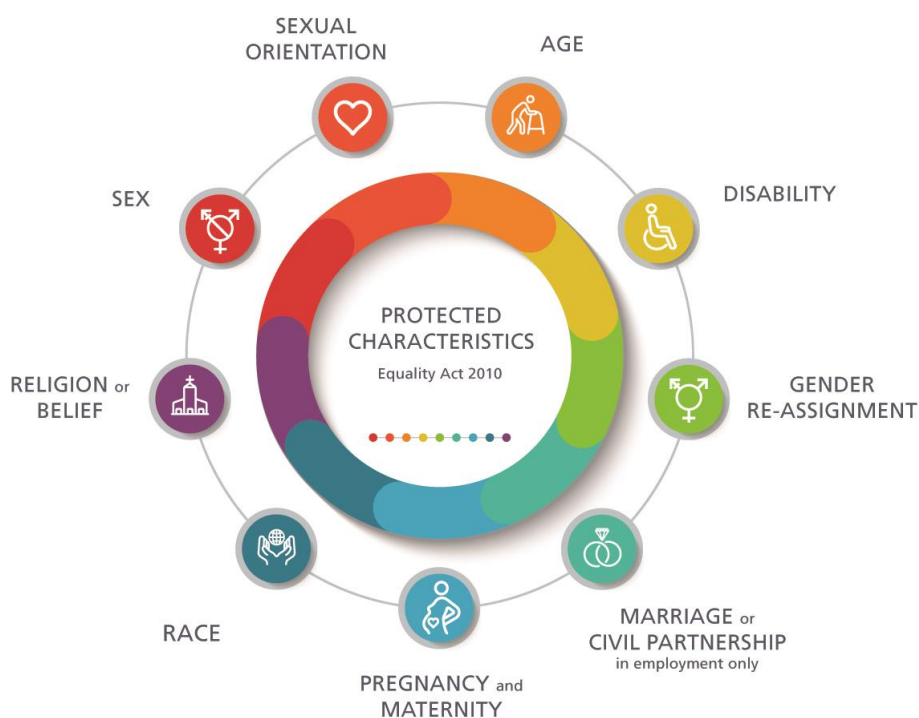 SEXUAL
ORIENTATION
AGE
SEX
DISABILITY
PROTECTED
CHARACTERISTICS
Equality Act 2010
RELIGION or
BELIEF
GENDER
RE-ASSIGNMENT
RACE
MARRIAGE or
CIVIL PARTNERSHIP
in employment only
PREGNANCY and
MATERNITY